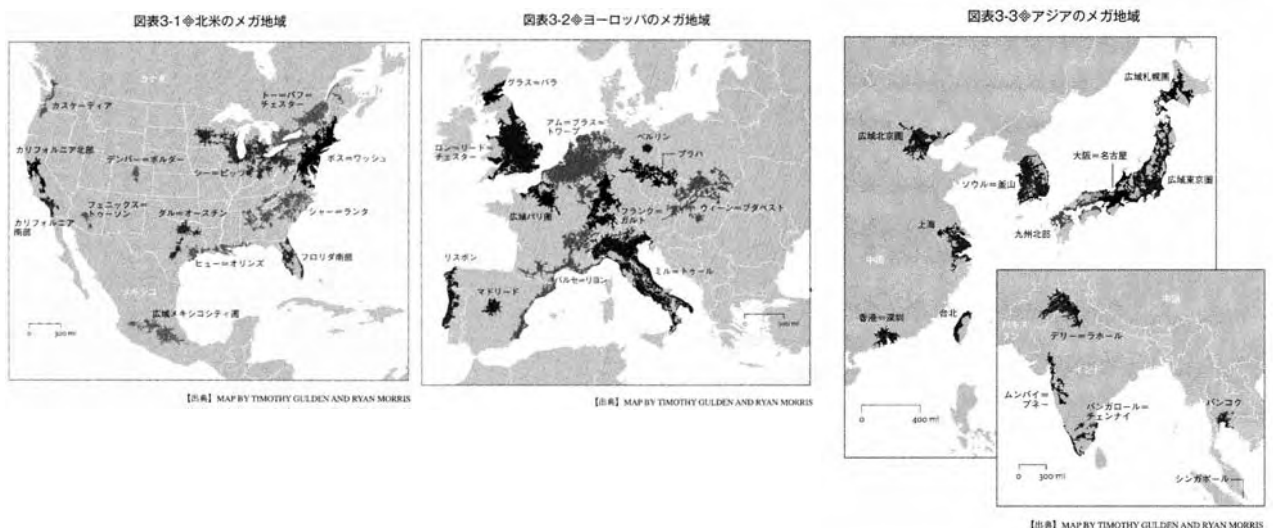 図表3-1◈北米のメガ地域
カナダ
カスケーディア
トー=バフ=
チェスター
カリフォルニア北部
デンバー=ボルダー
シー=ピッツ
ボス=ワッシュ
フェニックス=
トゥーソン
ダル=オースチン
シャー=ランタ
カリフォルニア
南部
ヒュー=オリンズ
フロリダ南部
メキシコ
広域メキシコシティ圏
0 300 ml
【出典】MAP BY TIMOTHY GULDEN AND RYAN MORRIS
図表3-2◈ヨーロッパのメガ地域
グラス=バラ
アム=ブラス=
トワープ
ベルリン
ロン=リード=
チェスター
プラハ
広域パリ圏
フランク=
ガルト
ウィーン=ブダペスト
リスボン
バルセ=リヨン
ミル=トゥール
マドリード
【出典】MAP BY TIMOTHY GULDEN AND RYAN MORRIS
図表3-3◈アジアのメガ地域
広域札幌圏
広域北京圏
大阪=名古屋
ソウル=釜山
広域東京圏
九州北部
上海
中国
香港=深圳
台北
0 400 ml
中国
パキス
タン
デリー=ラホール
インド
ムンバイ=
プネー
バンガロール=
チェンナイ
バンコク
0 300 ml
シンガポール
【出典】MAP BY TIMOTHY GULDEN AND RYAN MORRIS